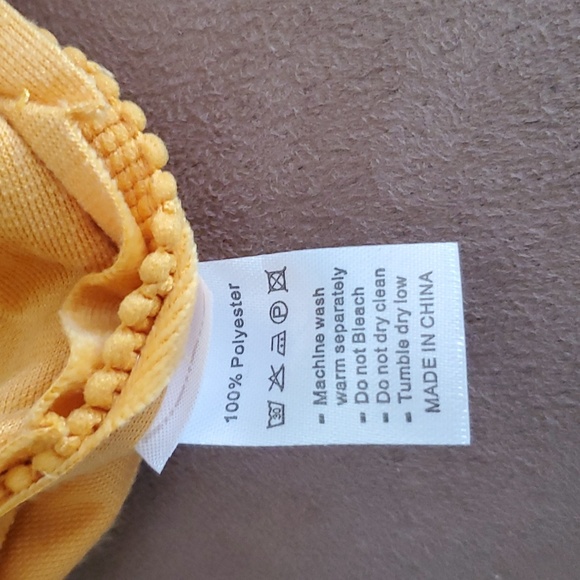 100% Polyester
30 P
- Machine wash
warm separately
- Do not Bleach
- Do not dry clean
- Tumble dry low
MADE IN CHINA